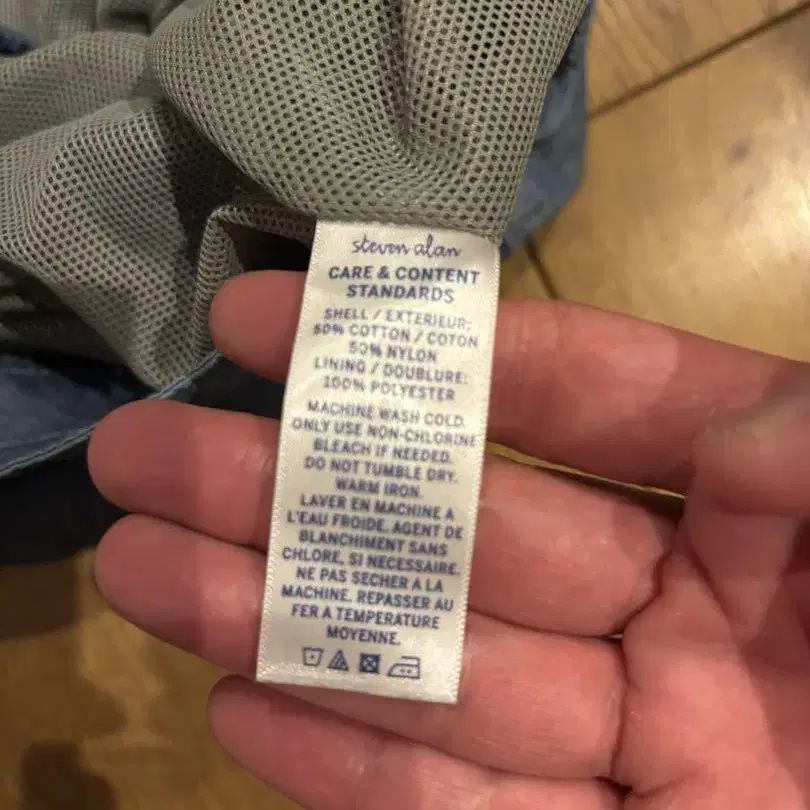 steven alan
CARE & CONTENT
STANDARDS
SHELL / EXTERIEUR:
50% COTTON / COTON
50% NYLON
LINING / DOUBLURE:
100% POLYESTER
MACHINE WASH COLD.
ONLY USE NON-CHLORINE
BLEACH IF NEEDED.
DO NOT TUMBLE DRY.
WARM IRON.
LAVER EN MACHINE A
L'EAU FROIDE. AGENT DE
BLANCHIMENT SANS
CHLORE, SI NECESSAIRE.
NE PAS SECHER A LA
MACHINE. REPASSER AU
FER A TEMPERATURE
MOYENNE.